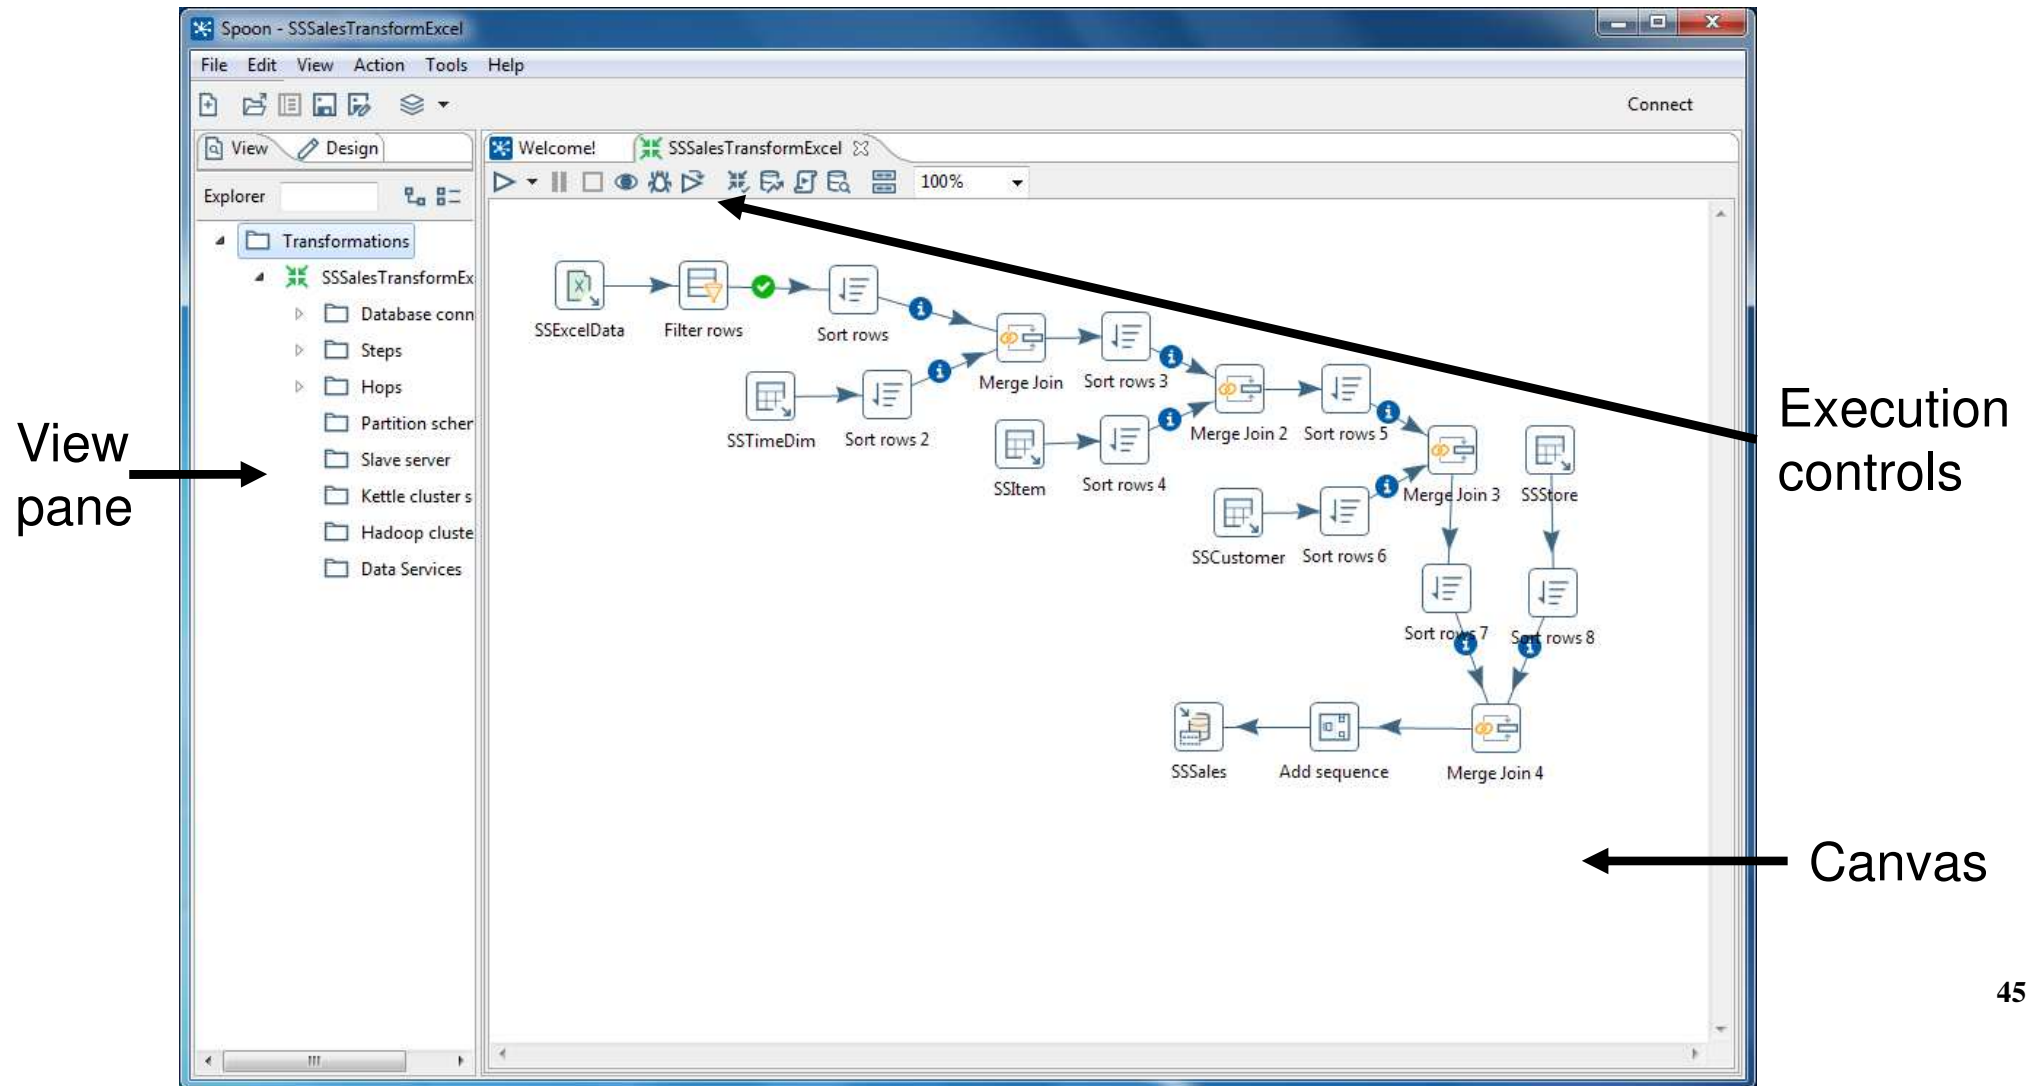 Spoon - SSSalesTransformExcel
File Edit View Action Tools Help
Connect
View Design
Welcome! SSSalesTransformExcel
Explorer
100%
Transformations
SSSalesTransformEx
Database conn
Steps
Hops
Partition scher
Slave server
Kettle cluster s
Hadoop cluste
Data Services
SSExcelData Filter rows Sort rows
SSTimeDim Sort rows 2 Merge Join Sort rows 3
SSItem Sort rows 4 Merge Join 2 Sort rows 5
SSCustomer Sort rows 6 Merge Join 3 SSStore
Sort rows 7 Sort rows 8
SSSales Add sequence Merge Join 4
View
pane
Execution
controls
Canvas
45